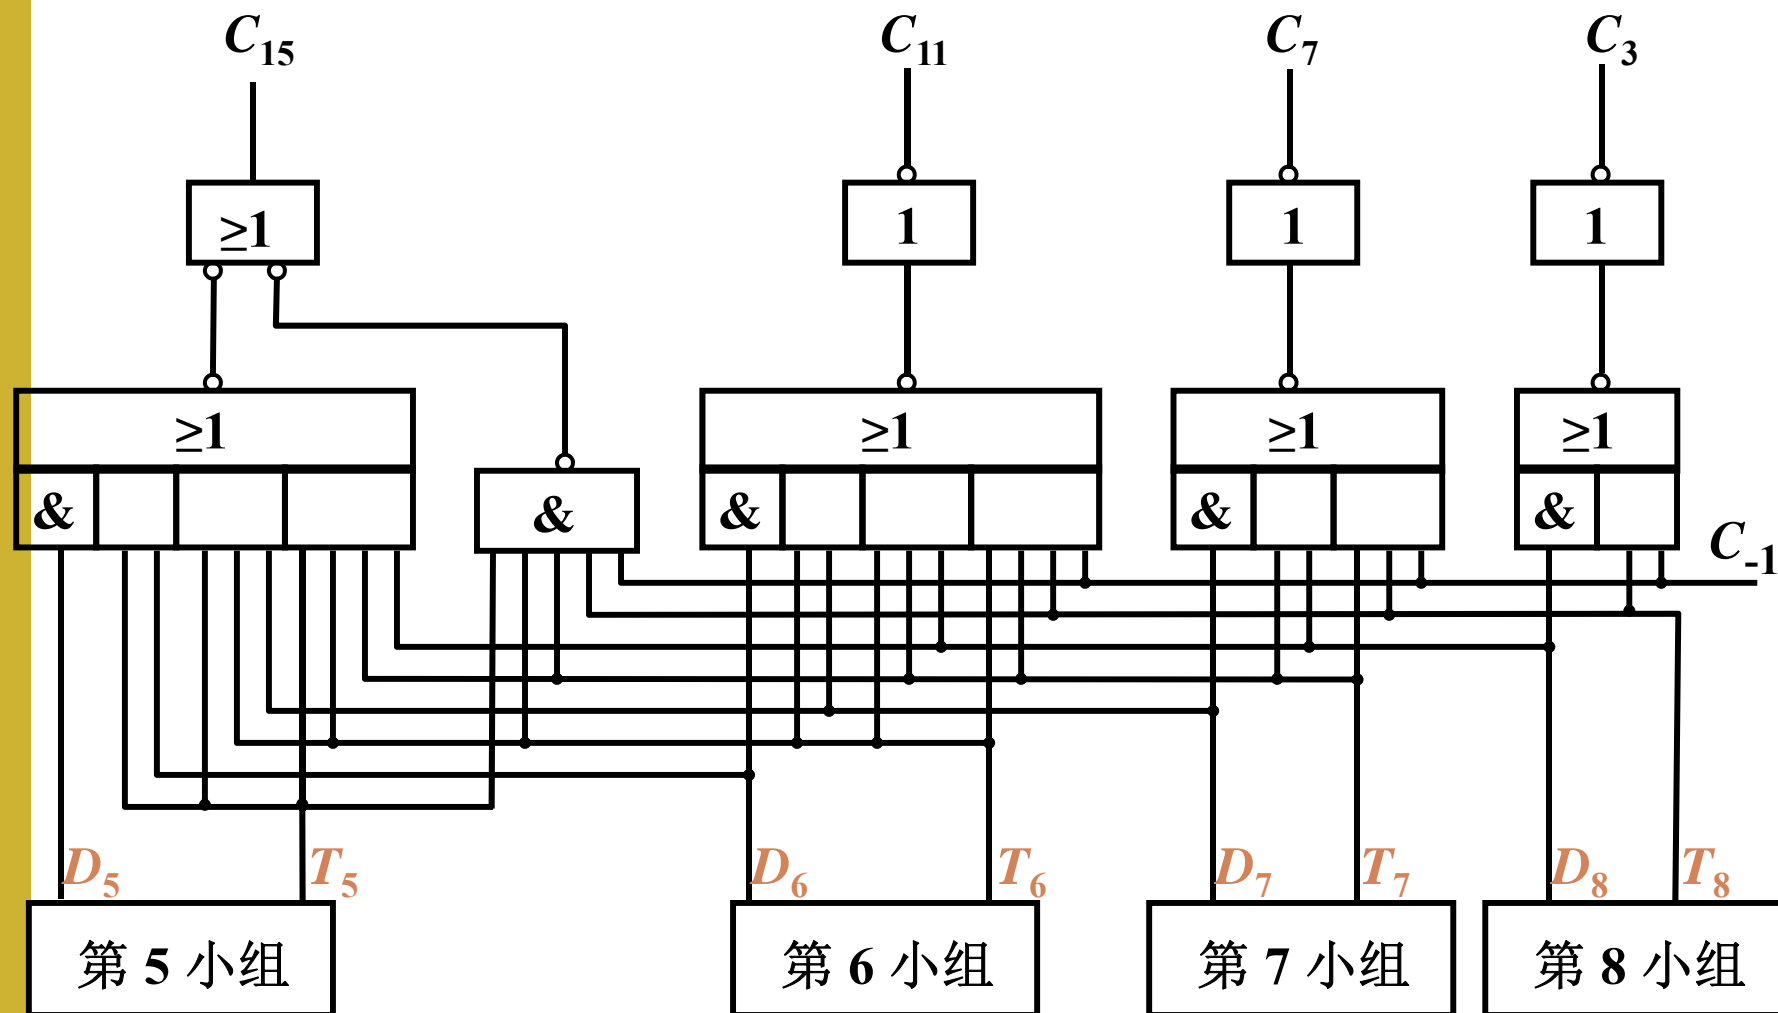 C15 C11 C7 C3
≥1 1 1 1
≥1 ≥1 ≥1 ≥1
& & & & &
C-1
D5 T5 D6 T6 D7 T7 D8 T8
第 5 小组 第 6 小组 第 7 小组 第 8 小组